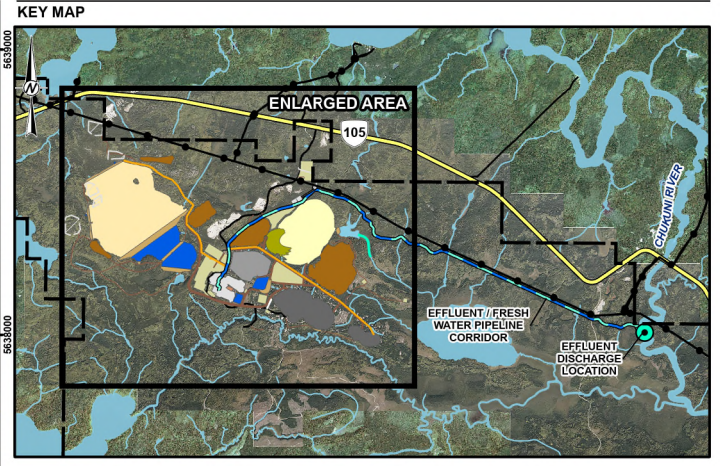 KEY MAP
5639000
N
ENLARGED AREA
105
CHUKUNI RIVER
5638000
EFFLUENT / FRESH
WATER PIPELINE
CORRIDOR
EFFLUENT
DISCHARGE
LOCATION